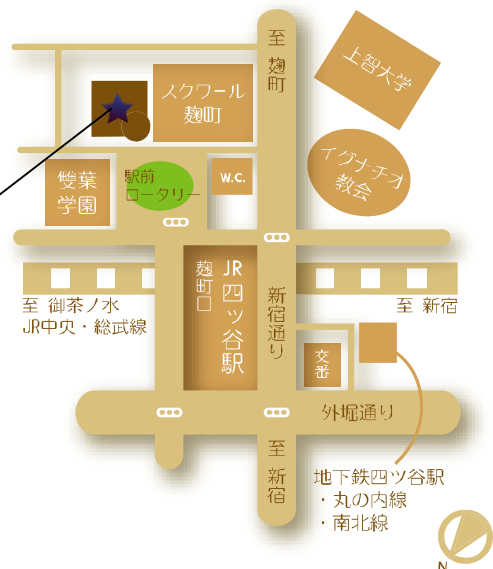 至 麹町
上智大学
スクワール
麹町
イグナチオ
教会
雙葉
学園
駅前
ロータリー
W.C.
JR 四ツ谷駅
麹町口
新宿通り
至 御茶ノ水
JR中央・総武線
至 新宿
交番
外堀通り
至 新宿
地下鉄四ツ谷駅
・丸の内線
・南北線
N